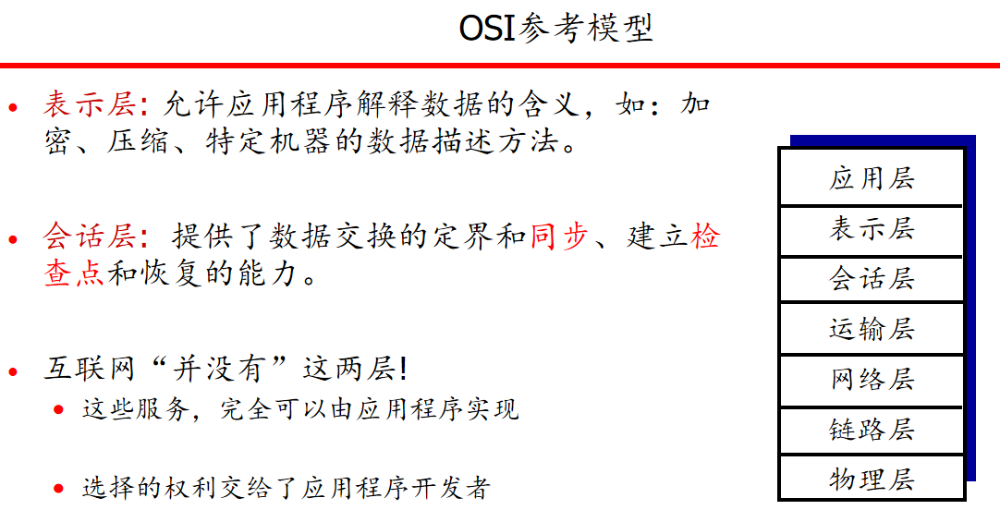 OSI参考模型
• 表示层: 允许应用程序解释数据的含义，如：加
密、压缩、特定机器的数据描述方法。
• 会话层: 提供了数据交换的定界和同步、建立检
查点和恢复的能力。
• 互联网“并没有”这两层!
• 这些服务，完全可以由应用程序实现
• 选择的权利交给了应用程序开发者
应用层
表示层
会话层
运输层
网络层
链路层
物理层